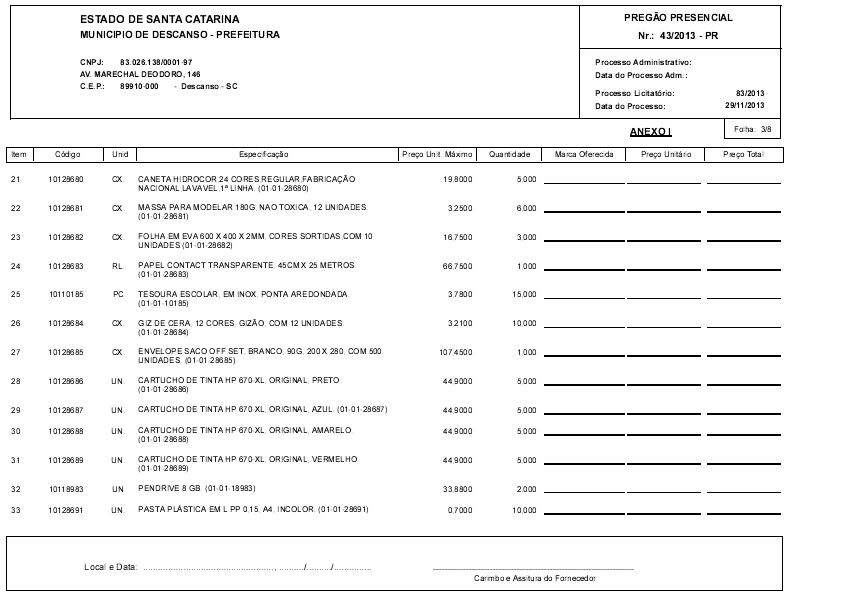 ESTADO DE SANTA CATARINA
MUNICIPIO DE DESCANSO - PREFEITURA
CNPJ: 83.026.138/0001-97
AV. MARECHAL DEODORO, 146
C.E.P.: 89910-000 - Descanso - SC
PREGÃO PRESENCIAL
Nr.: 43/2013 - PR
Processo Administrativo:
Data do Processo Adm.:
Processo Licitatório: 83/2013
Data do Processo: 29/11/2013
ANEXO I
Folha: 3/8
Item Código Unid Especificação Preço Unit. Máximo Quantidade Marca Oferecida Preço Unitário Preço Total
21 10128680 CX. CANETA HIDROCOR,24 CORES,REGULAR,FABRICAÇÃO 19,8000 5,000
NACIONAL,LAVAVEL,1ª LINHA. (01-01-28680)
22 10128681 CX. MASSA PARA MODELAR 180G, NAO TOXICA, 12 UNIDADES. 3,2500 6,000
(01-01-28681)
23 10128682 CX. FOLHA EM EVA 600 X 400 X 2MM, CORES SORTIDAS COM 10 16,7500 3,000
UNIDADES (01-01-28682)
24 10128683 RL. PAPEL CONTACT TRANSPARENTE, 45CM X 25 METROS. 66,7500 1,000
(01-01-28683)
25 10110185 PC TESOURA ESCOLAR, EM INOX, PONTA AREDONDADA. 3,7800 15,000
(01-01-10185)
26 10128684 CX. GIZ DE CERA, 12 CORES, GIZÃO, COM 12 UNIDADES. 3,2100 10,000
(01-01-28684)
27 10128685 CX. ENVELOPE SACO OFF SET, BRANCO, 90G, 200 X 280, COM 500 107,4500 1,000
UNIDADES. (01-01-28685)
28 10128686 UN. CARTUCHO DE TINTA HP 670-XL, ORIGINAL, PRETO. 44,9000 5,000
(01-01-28686)
29 10128687 UN. CARTUCHO DE TINTA HP 670-XL, ORIGINAL, AZUL. (01-01-28687) 44,9000 5,000
30 10128688 UN. CARTUCHO DE TINTA HP 670-XL, ORIGINAL, AMARELO. 44,9000 5,000
(01-01-28688)
31 10128689 UN. CARTUCHO DE TINTA HP 670-XL, ORIGINAL, VERMELHO. 44,9000 5,000
(01-01-28689)
32 10118983 UN PENDRIVE 8 GB. (01-01-18983) 33,8800 2,000
33 10128691 UN. PASTA PLÁSTICA EM L PP 0,15, A4, INCOLOR. (01-01-28691) 0,7000 10,000
Local e Data: ................................................., ........./........./..............
Carimbo e Assitura do Fornecedor